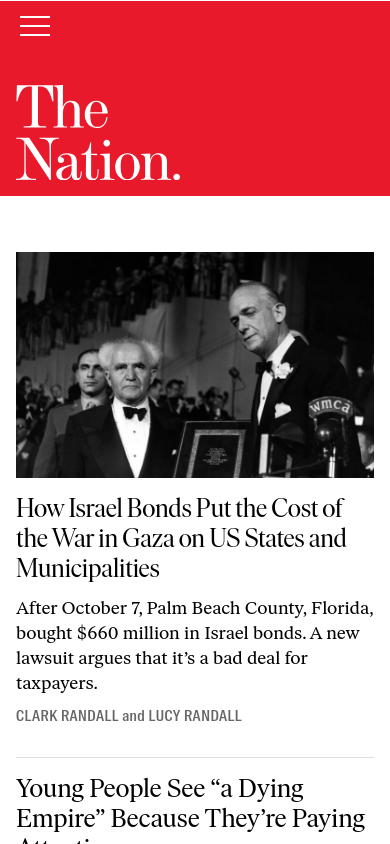 The
Nation.
wmca
How Israel Bonds Put the Cost of
the War in Gaza on US States and
Municipalities
After October 7, Palm Beach County, Florida,
bought $660 million in Israel bonds. A new
lawsuit argues that it’s a bad deal for
taxpayers.
CLARK RANDALL and LUCY RANDALL
Young People See “a Dying
Empire” Because They’re Paying